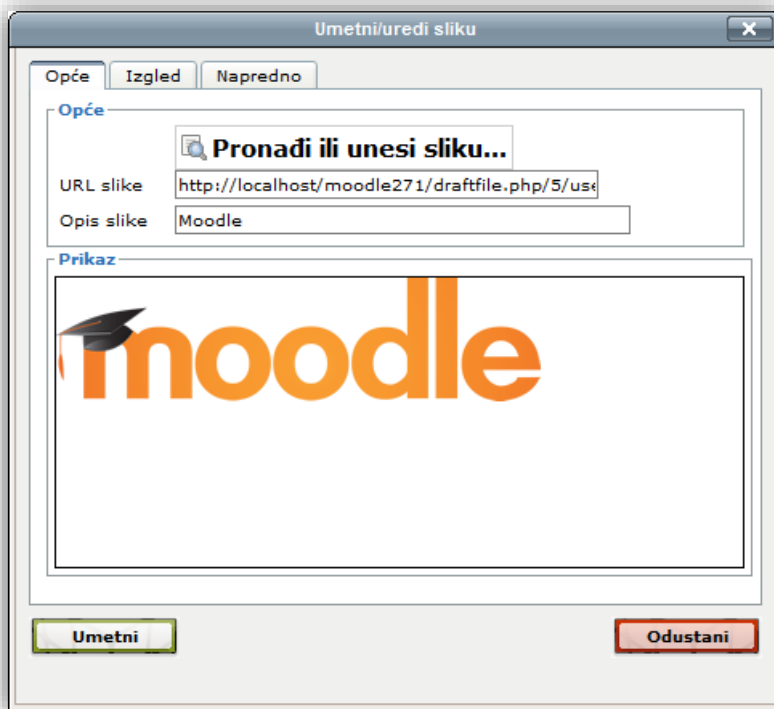 Umetni/uredi sliku
Opće Izgled Napredno
Opće
Pronađi ili unesi sliku...
URL slike http://localhost/moodle271/draftfile.php/5/use
Opis slike Moodle
Prikaz
moodle
Umetni Odustani